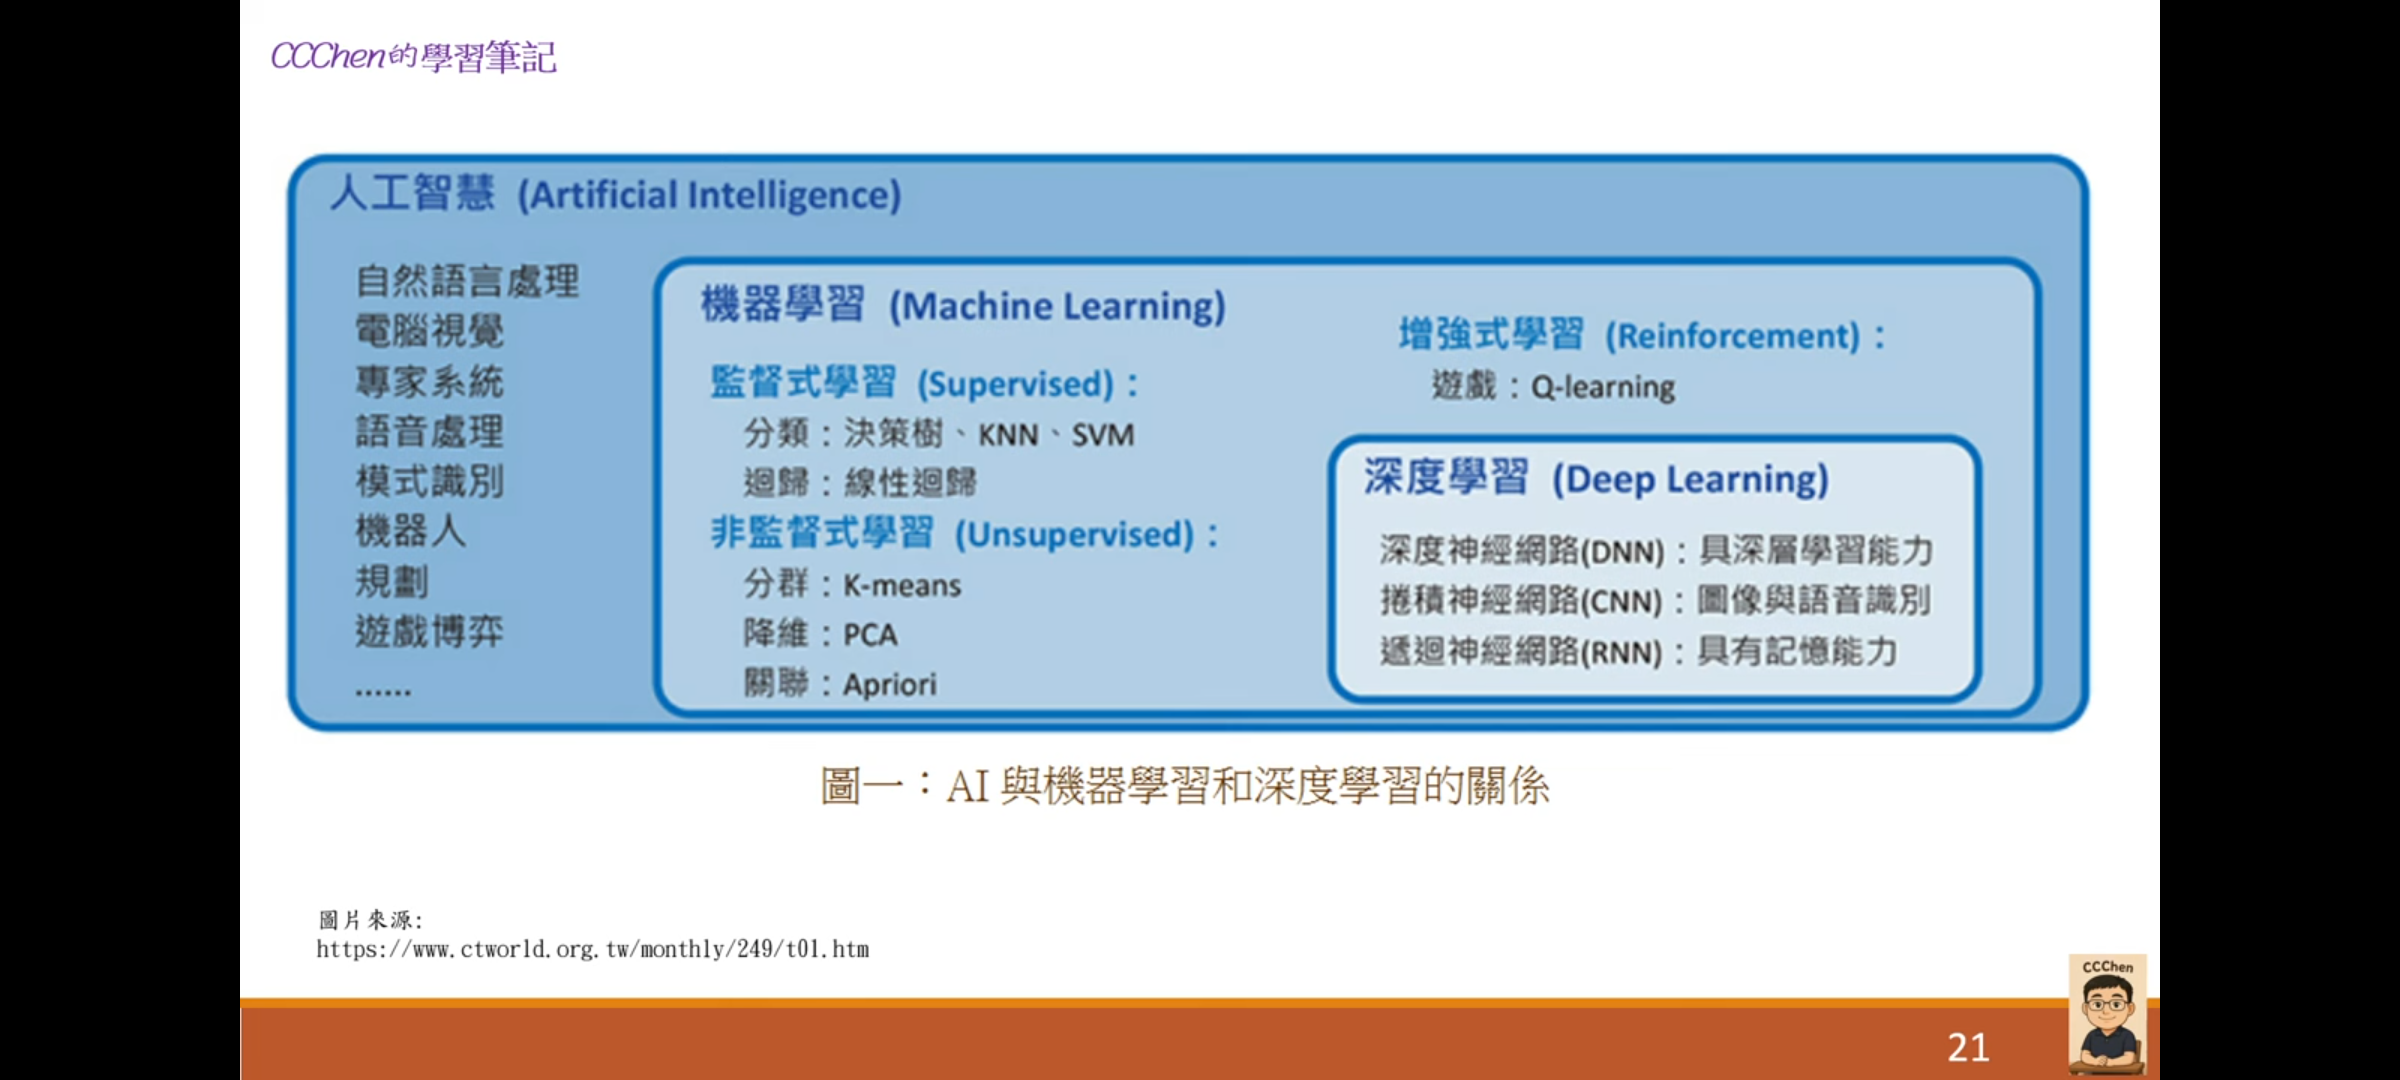 CCChen的學習筆記
人工智慧 (Artificial Intelligence)
自然語言處理
電腦視覺
專家系統
語音處理
模式識別
機器人
規劃
遊戲博弈
......
機器學習 (Machine Learning)
監督式學習 (Supervised)：
分類：決策樹、KNN、SVM
迴歸：線性迴歸
非監督式學習 (Unsupervised)：
分群：K-means
降維：PCA
關聯：Apriori
增強式學習 (Reinforcement)：
遊戲：Q-learning
深度學習 (Deep Learning)
深度神經網路(DNN)：具深層學習能力
捲積神經網路(CNN)：圖像與語音識別
遞迴神經網路(RNN)：具有記憶能力
圖一：AI 與機器學習和深度學習的關係
圖片來源:
https://www.ctworld.org.tw/monthly/249/t01.htm
CCChen
21